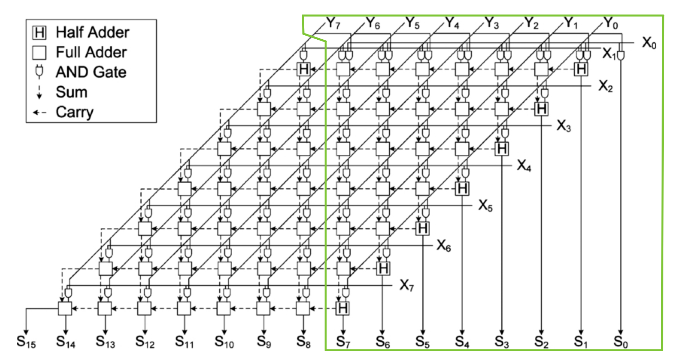 H Half Adder
Full Adder
AND Gate
Sum
Carry
Y7 Y6 Y5 Y4 Y3 Y2 Y1 Y0
X0
X1
H H
X2
H
X3
H
X4
H
X5
H
X6
H
X7
H
S15 S14 S13 S12 S11 S10 S9 S8 S7 S6 S5 S4 S3 S2 S1 S0